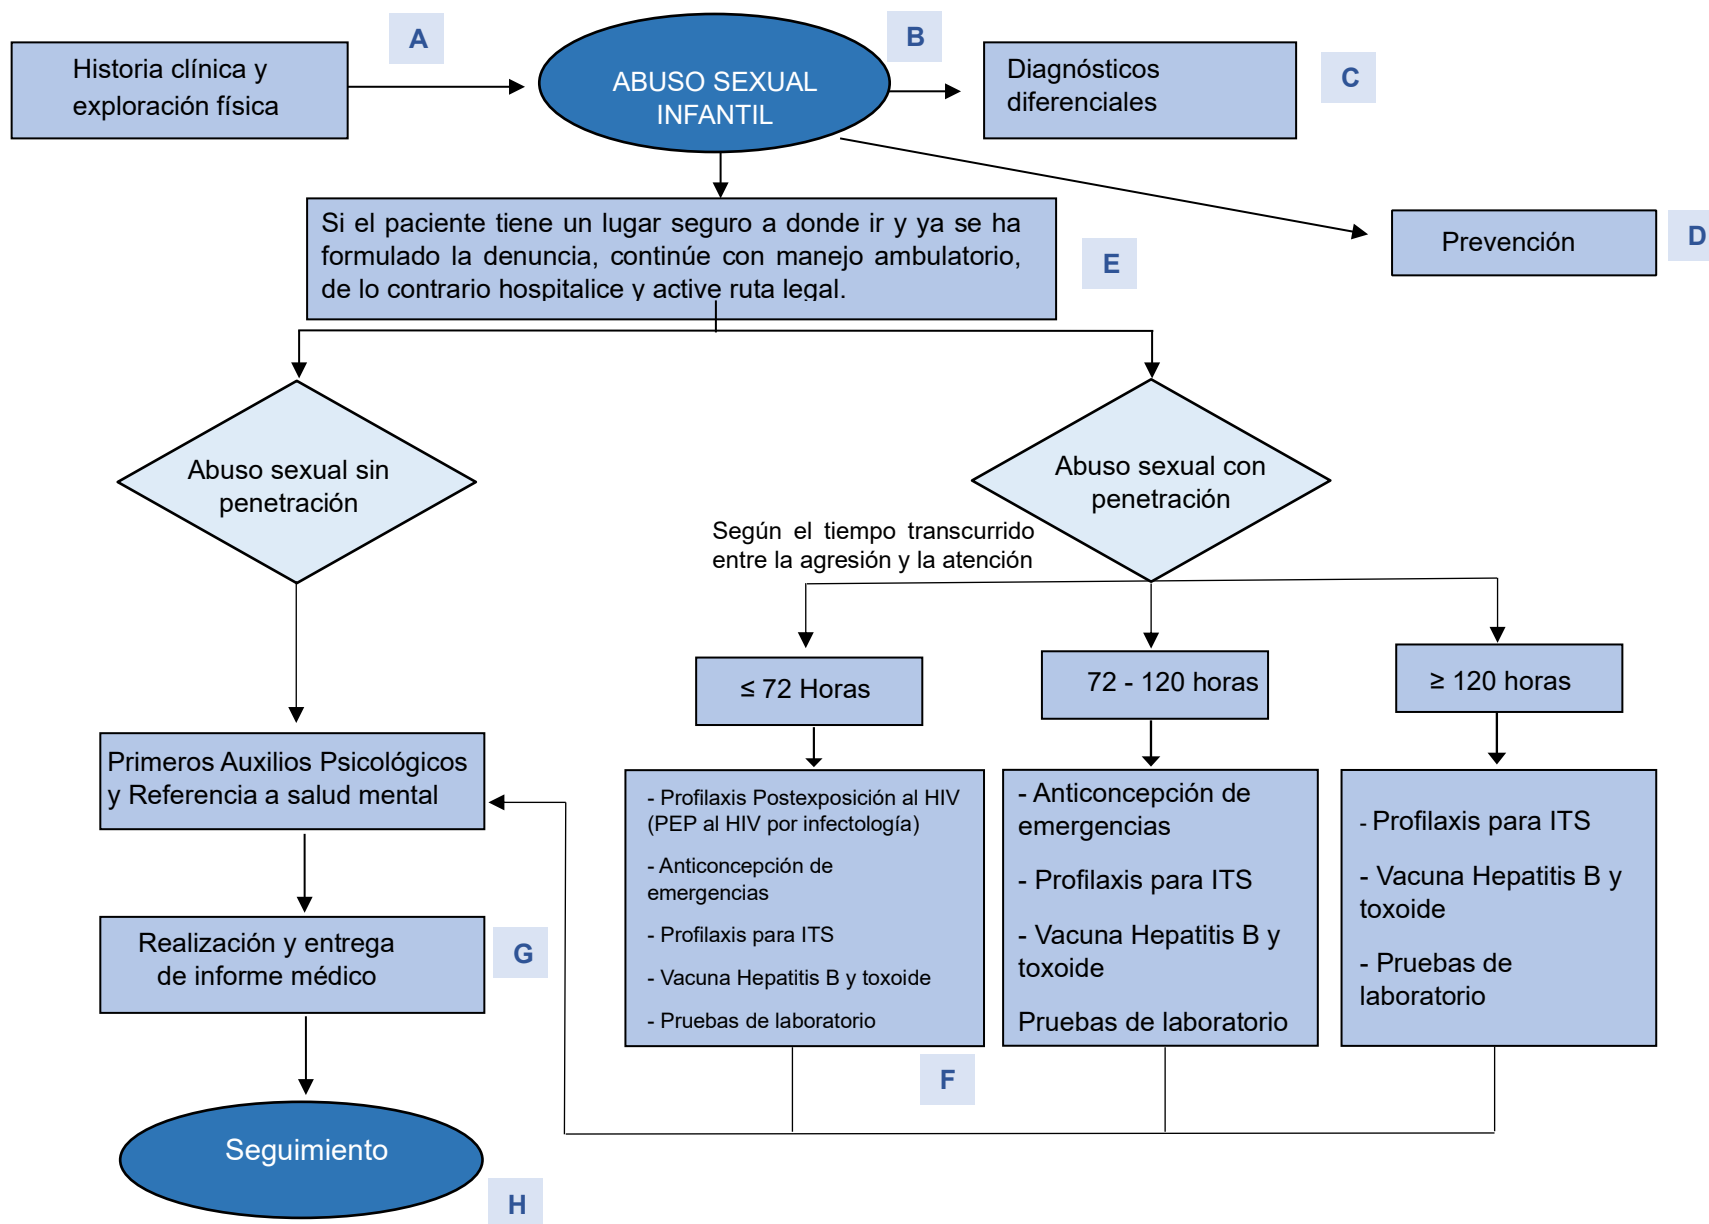 A
B
Historia clínica y
exploración física
ABUSO SEXUAL
INFANTIL
Diagnósticos
diferenciales
C
Si el paciente tiene un lugar seguro a donde ir y ya se ha
formulado la denuncia, continúe con manejo ambulatorio,
de lo contrario hospitalice y active ruta legal.
E
Prevención
D
Abuso sexual sin
penetración
Abuso sexual con
penetración
Según el tiempo transcurrido
entre la agresión y la atención
≤ 72 Horas
72 - 120 horas
≥ 120 horas
Primeros Auxilios Psicológicos
y Referencia a salud mental
- Profilaxis Postexposición al HIV
(PEP al HIV por infectología)
- Anticoncepción de
emergencias
- Profilaxis para ITS
- Vacuna Hepatitis B y toxoide
- Pruebas de laboratorio
- Anticoncepción de
emergencias
- Profilaxis para ITS
- Vacuna Hepatitis B y
toxoide
Pruebas de laboratorio
- Profilaxis para ITS
- Vacuna Hepatitis B y
toxoide
- Pruebas de
laboratorio
Realización y entrega
de informe médico
G
F
Seguimiento
H